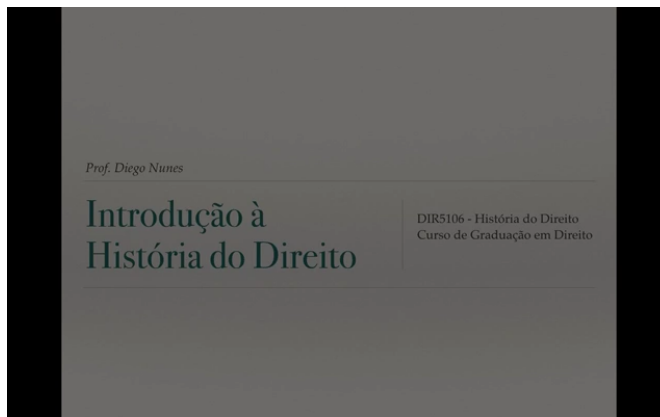 Prof. Diego Nunes
Introdução à
História do Direito
DIR5106 - História do Direito
Curso de Graduação em Direito